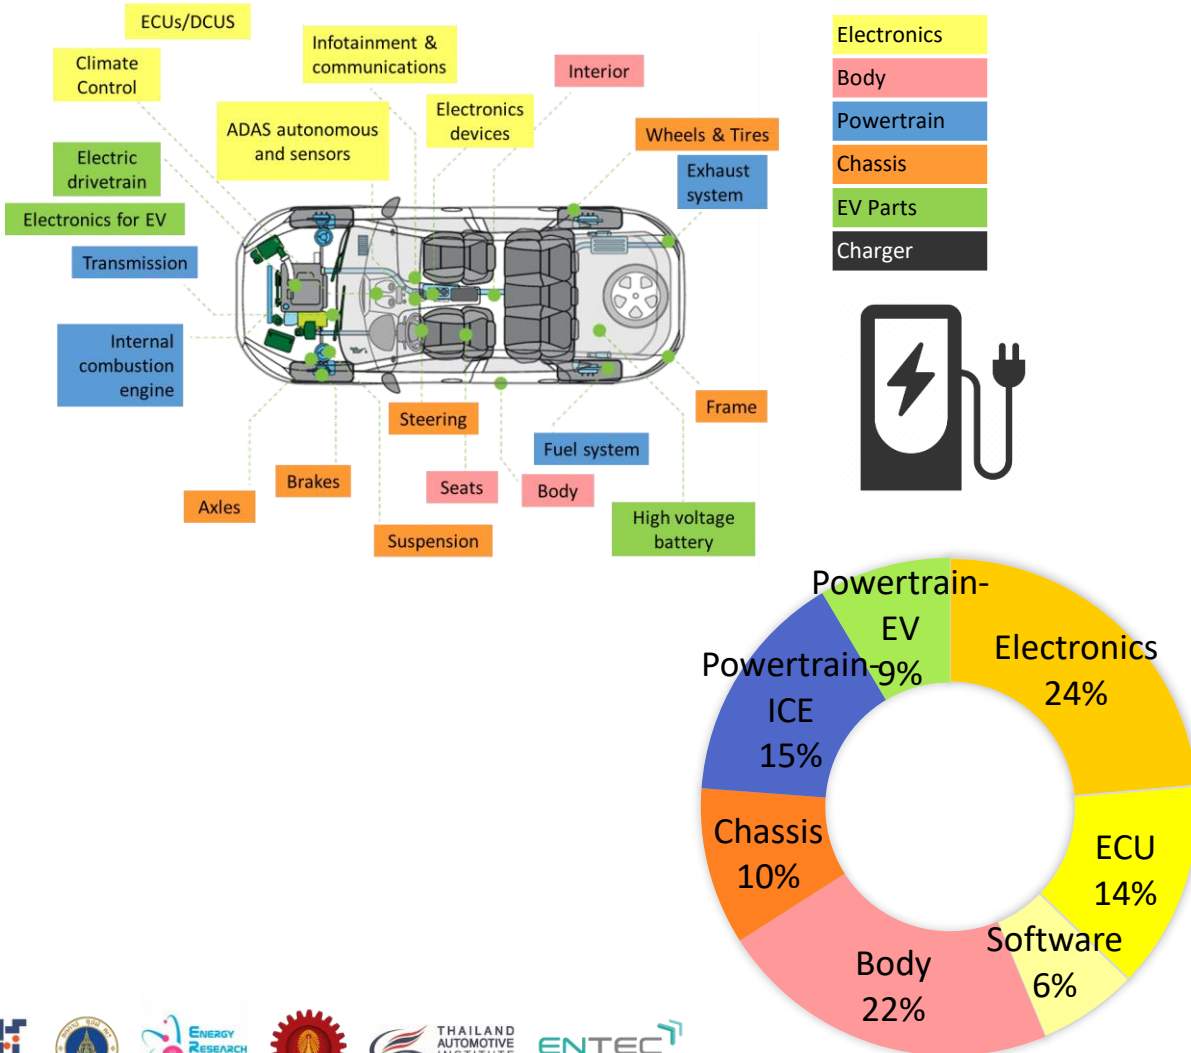 ECUs/DCUS
Infotainment &
communications
Climate
Control
Interior
Electronics
devices
ADAS autonomous
and sensors
Wheels & Tires
Electric
drivetrain
Exhaust
system
Electronics for EV
Transmission
Internal
combustion
engine
Steering
Frame
Fuel system
Brakes
Seats
Body
Axles
Suspension
High voltage
battery
Electronics
Body
Powertrain
Chassis
EV Parts
Charger
Powertrain-
EV
9%
Electronics
24%
Powertrain-
ICE
15%
Chassis
10%
ECU
14%
Software
6%
Body
22%
ENERGY
RESEARCH
THAILAND
AUTOMOTIVE
INSTITUTE
ENTEC